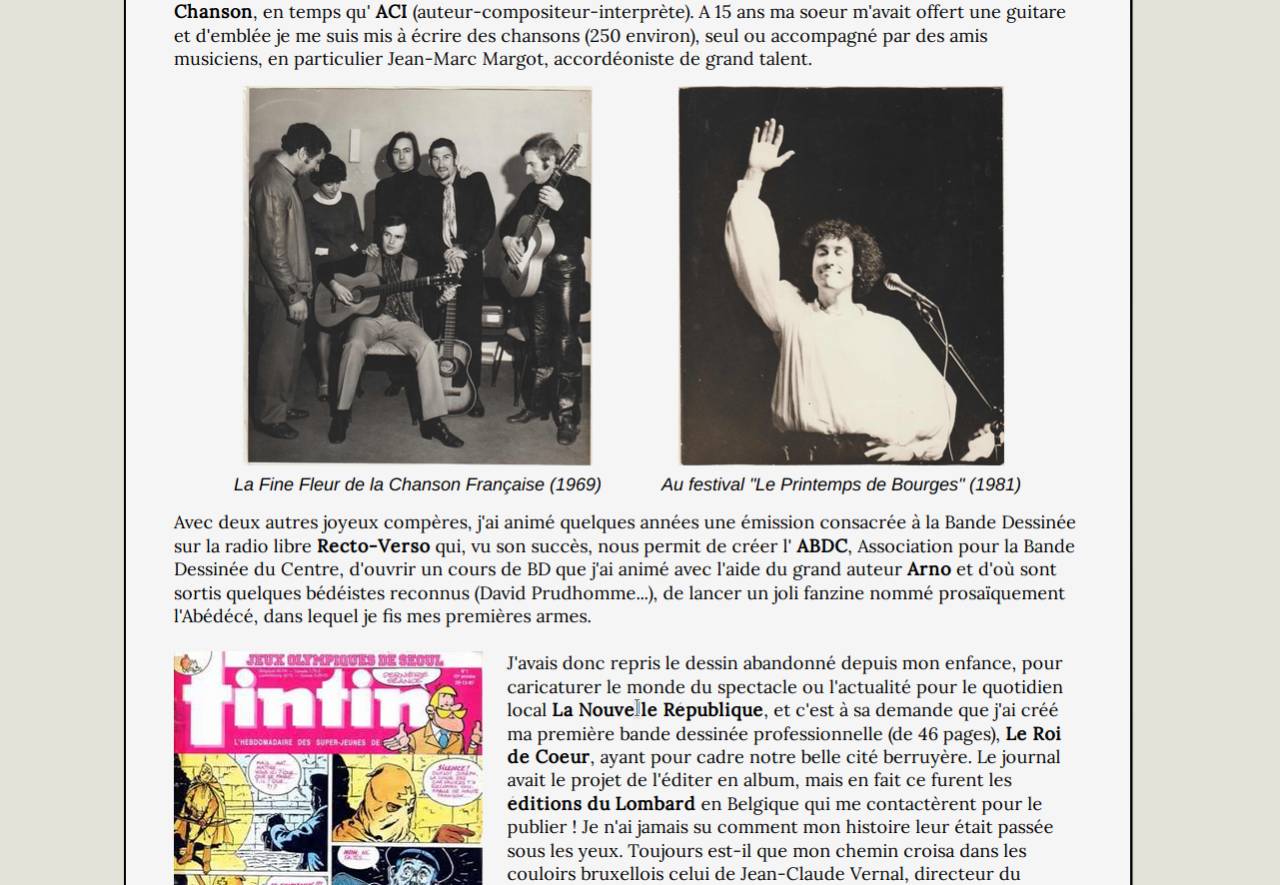 Chanson, en temps qu' ACI (auteur-compositeur-interprète). A 15 ans ma soeur m'avait offert une guitare
et d'emblée je me suis mis à écrire des chansons (250 environ), seul ou accompagné par des amis
musiciens, en particulier Jean-Marc Margot, accordéoniste de grand talent.
La Fine Fleur de la Chanson Française (1969)
Au festival "Le Printemps de Bourges" (1981)
Avec deux autres joyeux compères, j'ai animé quelques années une émission consacrée à la Bande Dessinée
sur la radio libre Recto-Verso qui, vu son succès, nous permit de créer l' ABDC, Association pour la Bande
Dessinée du Centre, d'ouvrir un cours de BD que j'ai animé avec l'aide du grand auteur Arno et d'où sont
sortis quelques bédéistes reconnus (David Prudhomme...), de lancer un joli fanzine nommé prosaïquement
l'Abédécé, dans lequel je fis mes premières armes.
JEUX OLYMPIQUES DE SEOUL
DERNIÈRE
SÉANCE
tintin
L'HEBDOMADAIRE DES SUPER-JEUNES DE
SILENCE!
J'avais donc repris le dessin abandonné depuis mon enfance, pour
caricaturer le monde du spectacle ou l'actualité pour le quotidien
local La Nouvelle République, et c'est à sa demande que j'ai créé
ma première bande dessinée professionnelle (de 46 pages), Le Roi
de Coeur, ayant pour cadre notre belle cité berruyère. Le journal
avait le projet de l'éditer en album, mais en fait ce furent les
éditions du Lombard en Belgique qui me contactèrent pour le
publier ! Je n'ai jamais su comment mon histoire leur était passée
sous les yeux. Toujours est-il que mon chemin croisa dans les
couloirs bruxellois celui de Jean-Claude Vernal, directeur du